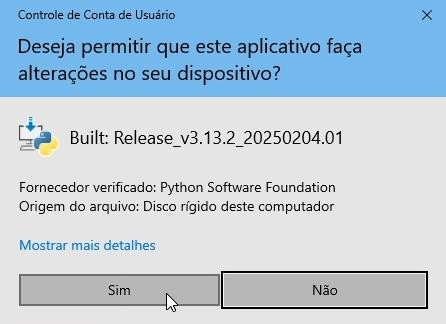 Controle de Conta de Usuário
Deseja permitir que este aplicativo faça
alterações no seu dispositivo?
Built: Release_v3.13.2_20250204.01
Fornecedor verificado: Python Software Foundation
Origem do arquivo: Disco rígido deste computador
Mostrar mais detalhes
Sim
Não